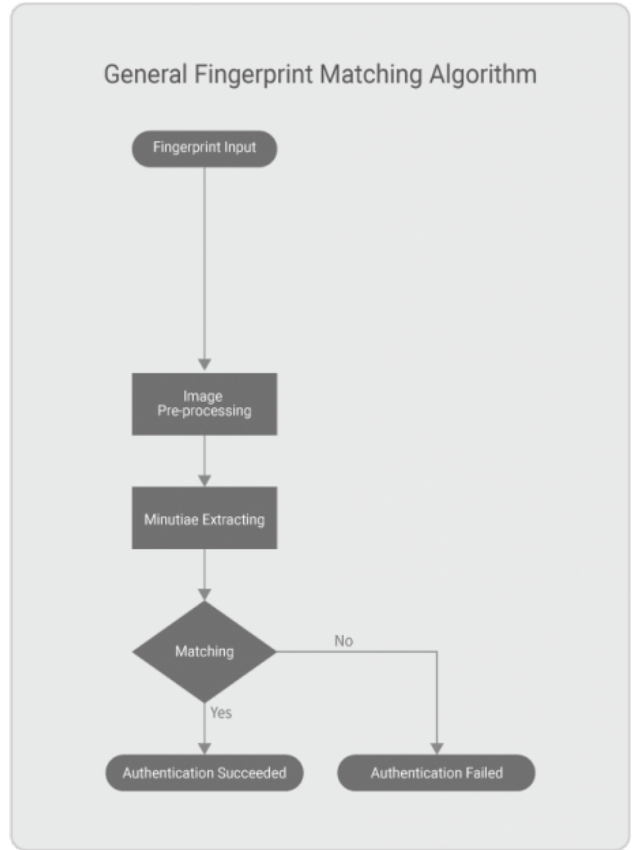 General Fingerprint Matching Algorithm
Fingerprint Input
Image
Pre-processing
Minutiae Extracting
Matching
No
Yes
Authentication Succeeded
Authentication Failed